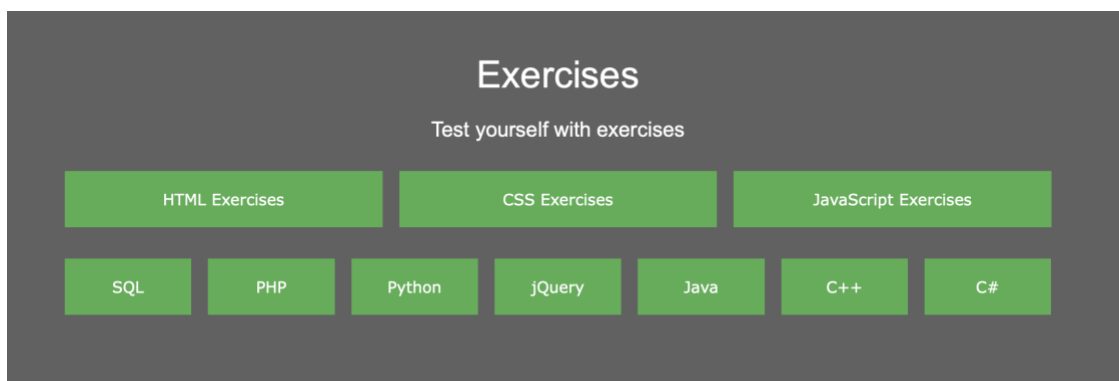 Exercises
Test yourself with exercises
HTML Exercises CSS Exercises JavaScript Exercises
SQL PHP Python jQuery Java C++ C#